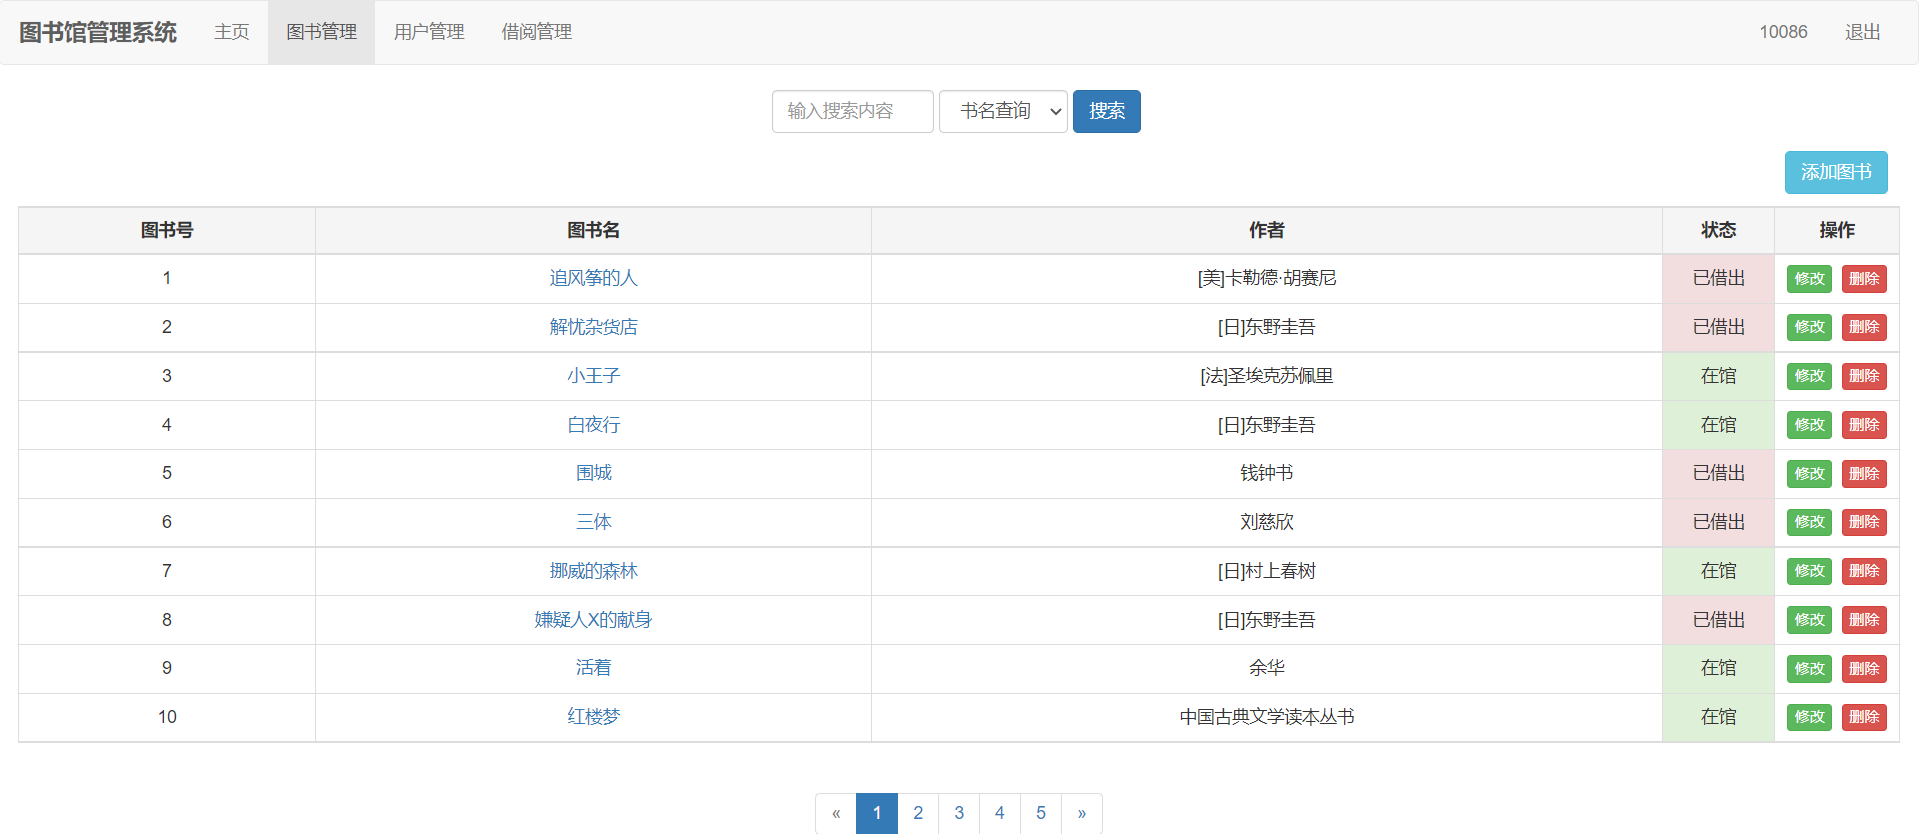 图书馆管理系统 主页 图书管理 用户管理 借阅管理 10086 退出
输入搜索内容 书名查询 搜索
添加图书
图书号 图书名 作者 状态 操作
1 追风筝的人 [美]卡勒德·胡赛尼 已借出 修改 删除
2 解忧杂货店 [日]东野圭吾 已借出 修改 删除
3 小王子 [法]圣埃克苏佩里 在馆 修改 删除
4 白夜行 [日]东野圭吾 在馆 修改 删除
5 围城 钱钟书 已借出 修改 删除
6 三体 刘慈欣 已借出 修改 删除
7 挪威的森林 [日]村上春树 在馆 修改 删除
8 嫌疑人X的献身 [日]东野圭吾 已借出 修改 删除
9 活着 余华 在馆 修改 删除
10 红楼梦 中国古典文学读本丛书 在馆 修改 删除
« 1 2 3 4 5 »